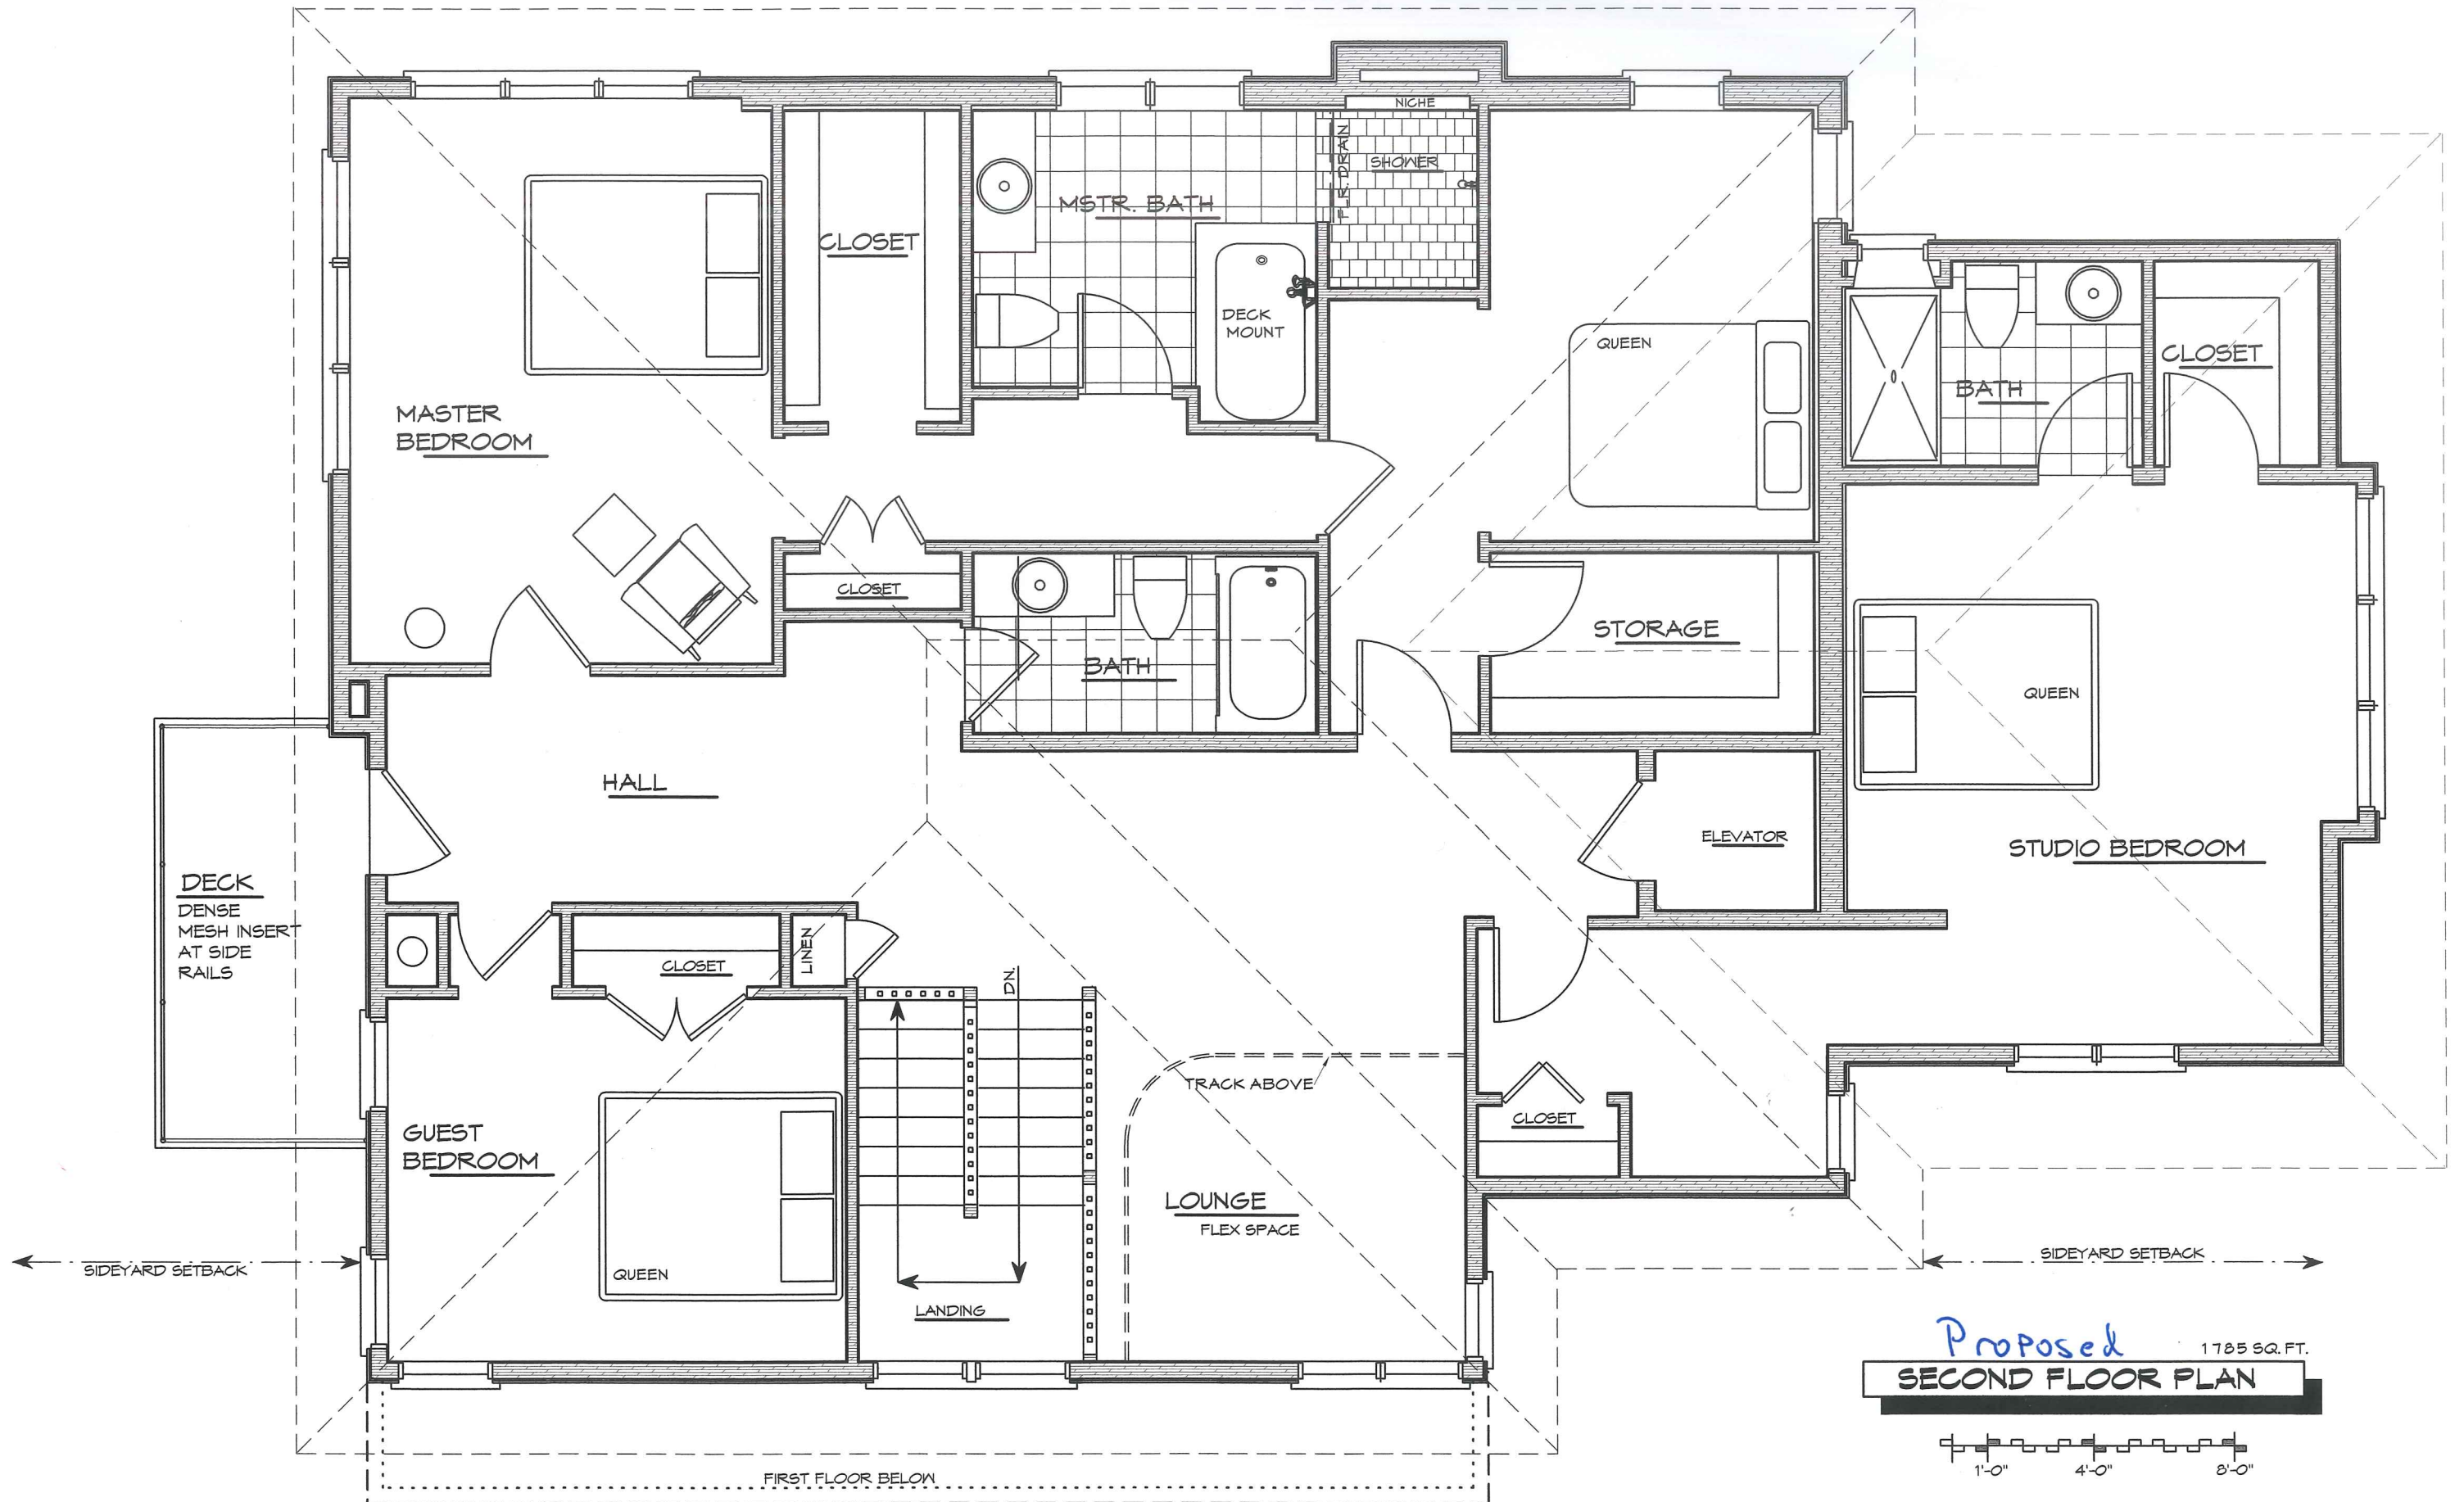 NICHE
FLR. DRAIN
SHOWER
MSTR. BATH
CLOSET
DECK
MOUNT
QUEEN
CLOSET
BATH
MASTER
BEDROOM
CLOSET
BATH
STORAGE
QUEEN
HALL
ELEVATOR
STUDIO BEDROOM
DECK
DENSE
MESH INSERT
AT SIDE
RAILS
LINEN
CLOSET
DN.
TRACK ABOVE
CLOSET
GUEST
BEDROOM
LOUNGE
FLEX SPACE
QUEEN
LANDING
SIDEYARD SETBACK
SIDEYARD SETBACK
Proposed
1785 SQ. FT.
SECOND FLOOR PLAN
1'-0" 4'-0" 8'-0"
FIRST FLOOR BELOW